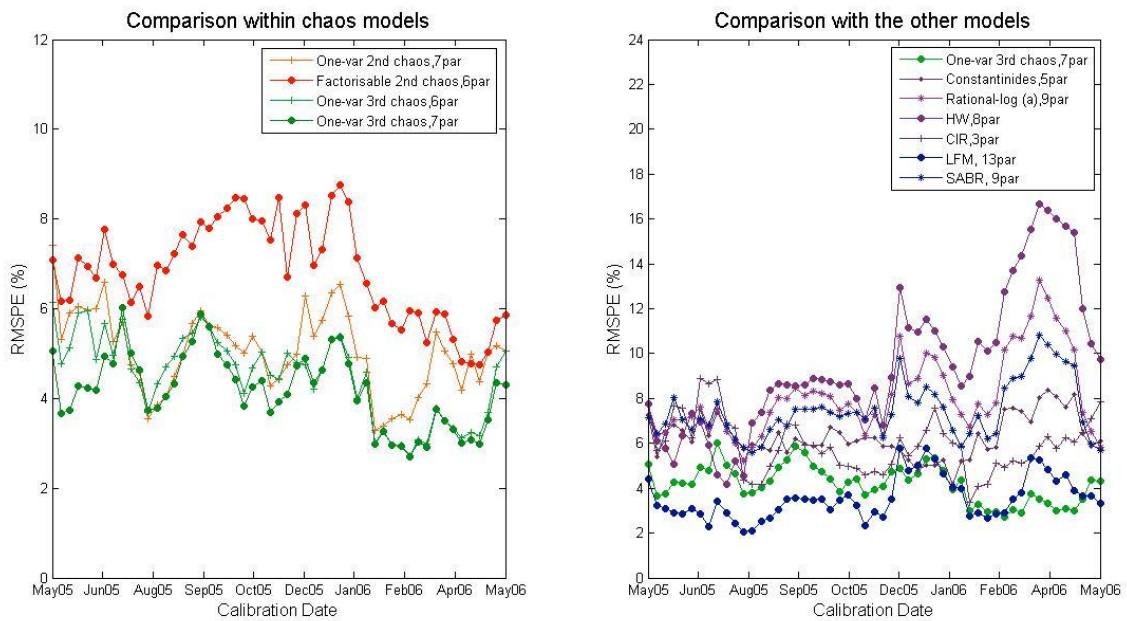 Comparison within chaos models
12
10
8
6
4
2
0
RMSPE (%)
One-var 2nd chaos,7par
Factorisable 2nd chaos,6par
One-var 3rd chaos,6par
One-var 3rd chaos,7par
May05 Jun05 Aug05 Sep05 Oct05 Dec05 Jan06 Feb06 Apr06 May06
Calibration Date
Comparison with the other models
24
22
20
18
16
14
12
10
8
6
4
2
0
RMSPE (%)
One-var 3rd chaos,7par
Constantinides,5par
Rational-log (a),9par
HW,8par
CIR,3par
LFM, 13par
SABR, 9par
May05 Jun05 Aug05 Sep05 Oct05 Dec05 Jan06 Feb06 Apr06 May06
Calibration Date